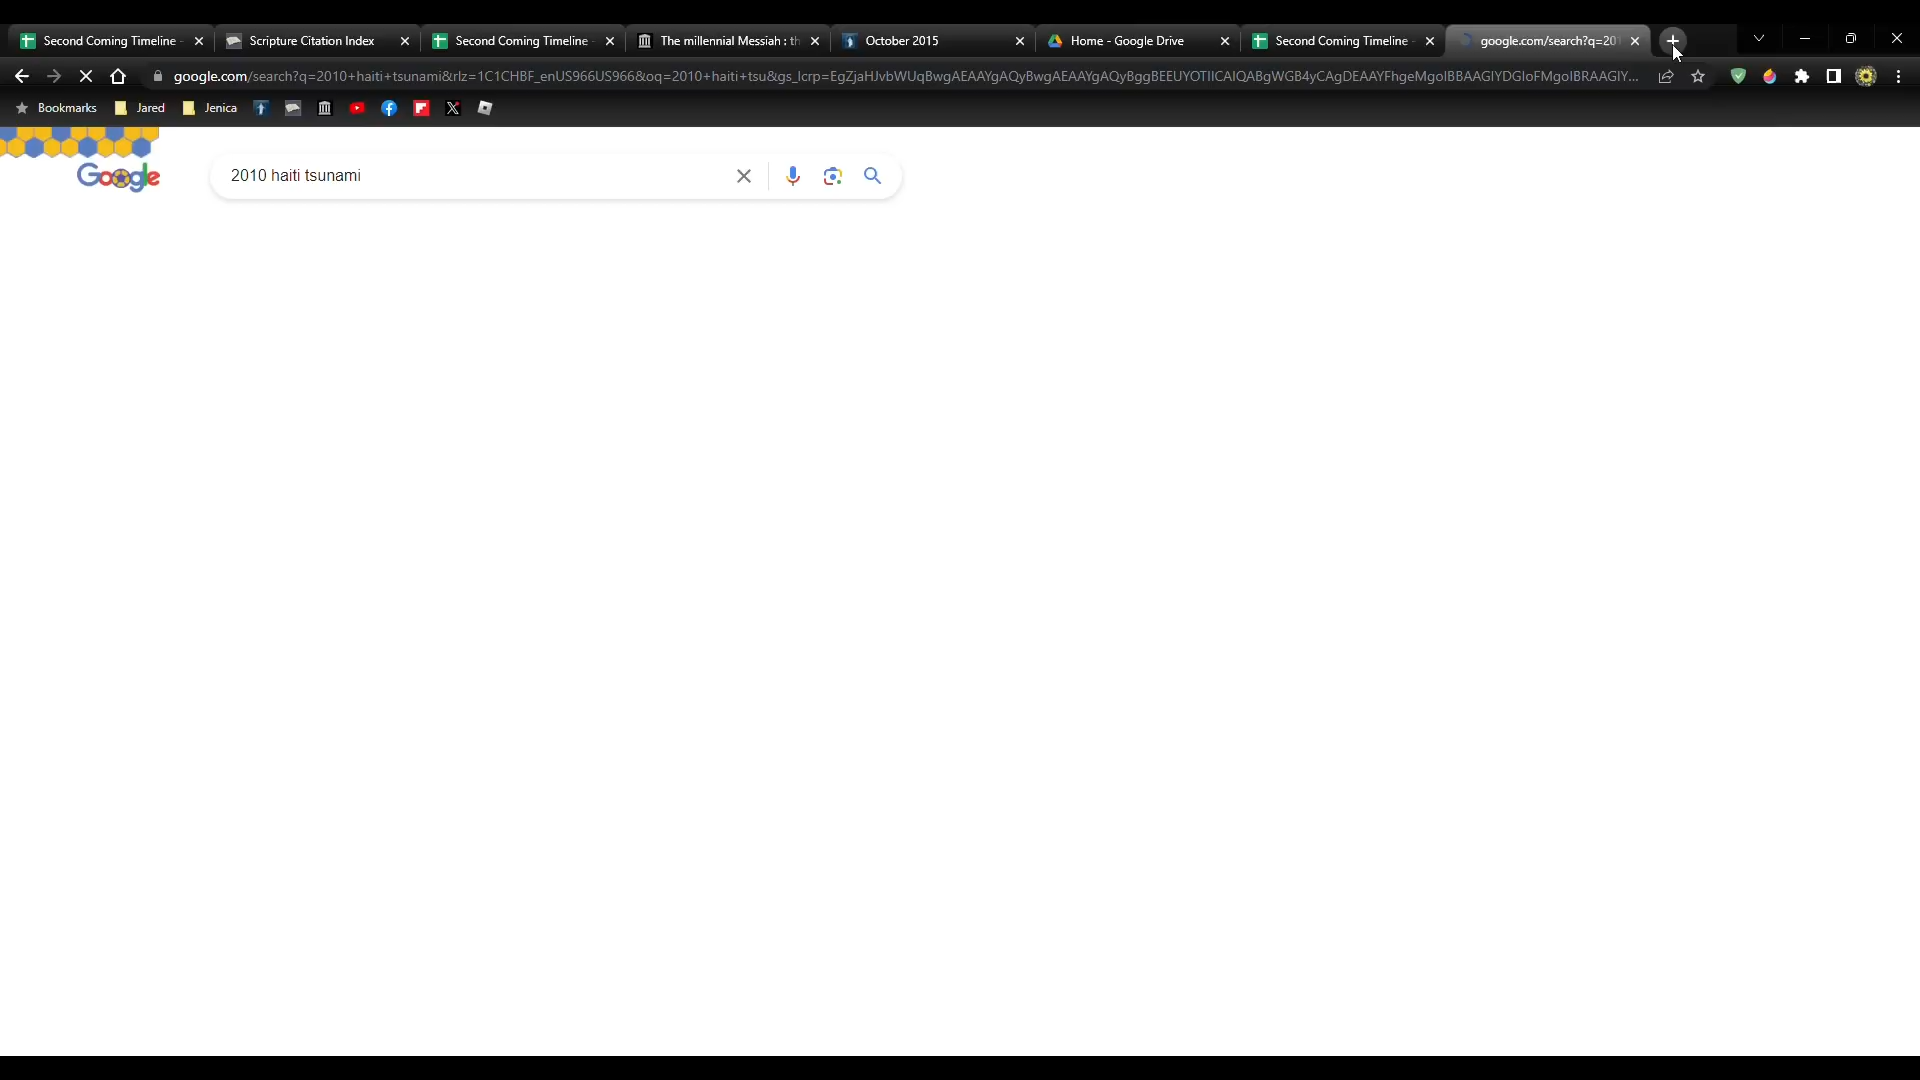 Second Coming Timeline -
Scripture Citation Index
Second Coming Timeline -
The millennial Messiah : th
October 2015
Home - Google Drive
Second Coming Timeline -
google.com/search?q=201
google.com/search?q=2010+haiti+tsunami&rlz=1C1CHBF_enUS966US966&oq=2010+haiti+tsu&gs_lcrp=
Bookmarks
Jared
Jenica
Google
2010 haiti tsunami